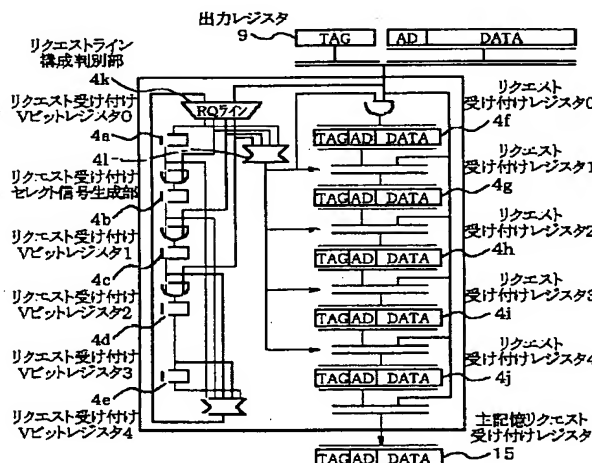 出力レジスタ
9
TAG
AD
DATA
リクエストライン
構成判別部
4k
リクエスト受け付け
Vビットレジスタ0
RQライン
4l
4a
リクエスト受け付け
セレクト信号生成部
4b
リクエスト受け付け
Vビットレジスタ1
4c
リクエスト受け付け
Vビットレジスタ2
4d
リクエスト受け付け
Vビットレジスタ3
4e
リクエスト受け付け
Vビットレジスタ4
リクエスト
受け付けレジスタ0
TAG AD DATA
4f
リクエスト
受け付けレジスタ1
TAG AD DATA
4g
リクエスト
受け付けレジスタ2
TAG AD DATA
4h
リクエスト
受け付けレジスタ3
TAG AD DATA
4i
リクエスト
受け付けレジスタ4
TAG AD DATA
4j
主記憶リクエスト
受け付けレジスタ
TAG AD DATA
15